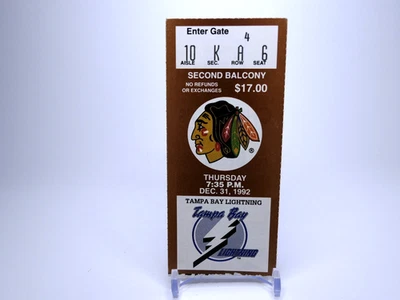 Enter Gate 4
10 K A 6
AISLE SEC. ROW SEAT
SECOND BALCONY
NO REFUNDS
OR EXCHANGES $17.00
THURSDAY
7:35 P.M.
DEC. 31, 1992
TAMPA BAY LIGHTNING
Tampa Bay
LIGHTNING